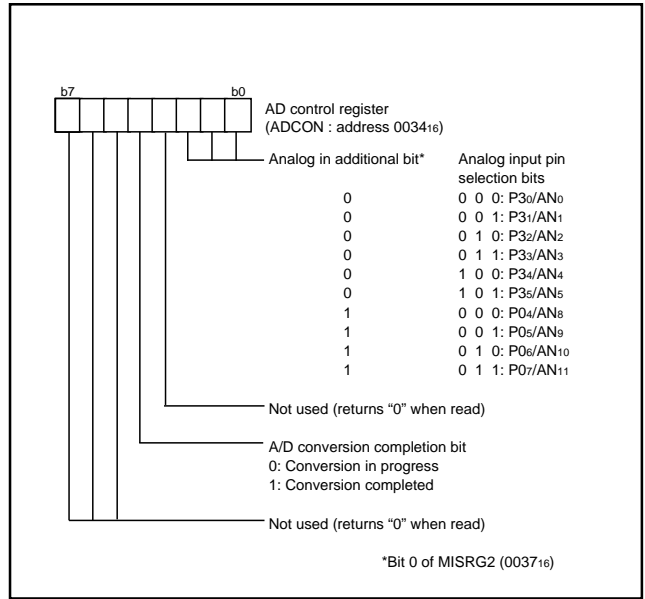 b7 b0
AD control register
(ADCON : address 003416)
Analog in additional bit* Analog input pin
selection bits
0 0 0 0: P30/AN0
0 0 0 1: P31/AN1
0 0 1 0: P32/AN2
0 0 1 1: P33/AN3
0 1 0 0: P34/AN4
0 1 0 1: P35/AN5
1 0 0 0: P04/AN8
1 0 0 1: P05/AN9
1 0 1 0: P06/AN10
1 0 1 1: P07/AN11
Not used (returns “0” when read)
A/D conversion completion bit
0: Conversion in progress
1: Conversion completed
Not used (returns “0” when read)
*Bit 0 of MISRG2 (003716)